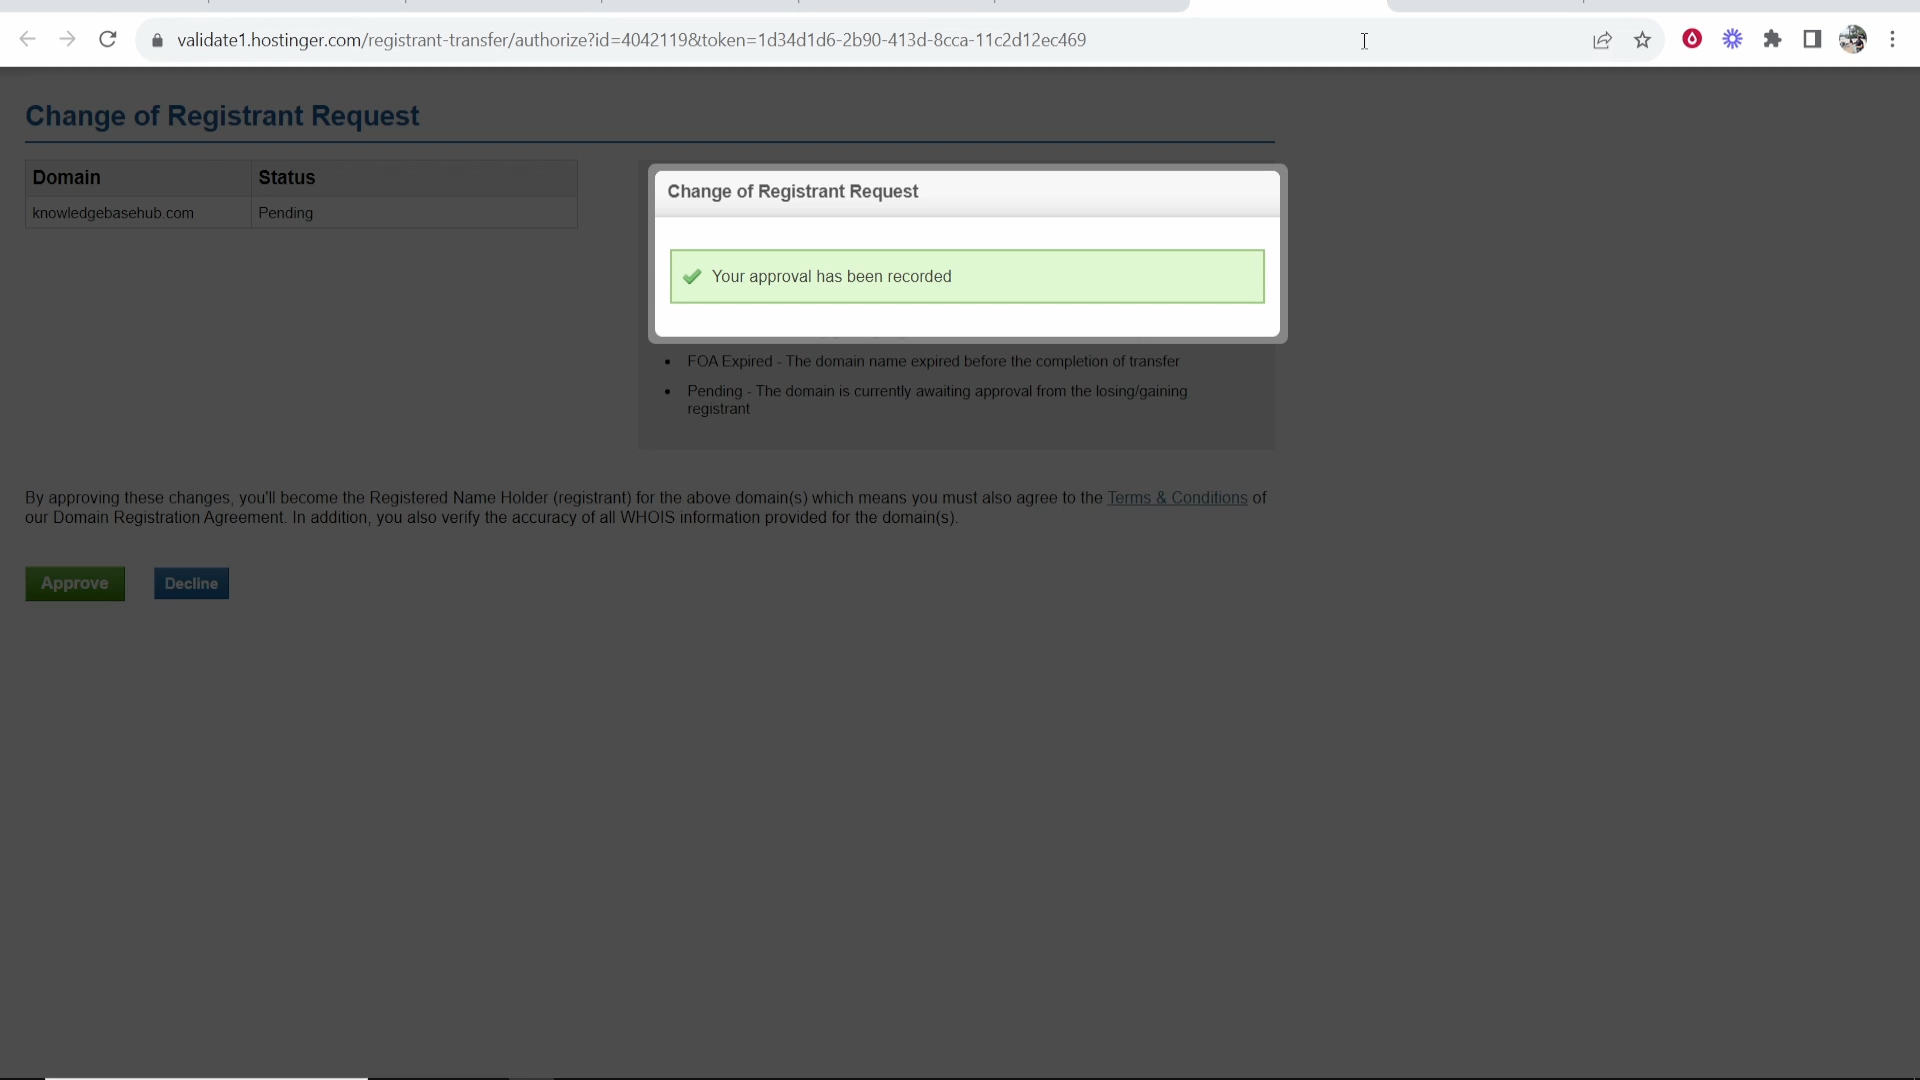 validate1.hostinger.com/registrant-transfer/authorize?id=4042119&token=1d34d1d6-2b90-413d-8cca-11c2d12ec469
Change of Registrant Request
Domain
Status
knowledgebasehub.com
Pending
Change of Registrant Request
Your approval has been recorded
FOA Expired - The domain name expired before the completion of transfer
Pending - The domain is currently awaiting approval from the losing/gaining
registrant
By approving these changes, you'll become the Registered Name Holder (registrant) for the above domain(s) which means you must also agree to the Terms & Conditions of
our Domain Registration Agreement. In addition, you also verify the accuracy of all WHOIS information provided for the domain(s).
Approve
Decline